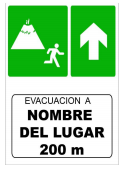 EVACUACION A
NOMBRE
DEL LUGAR
200 m